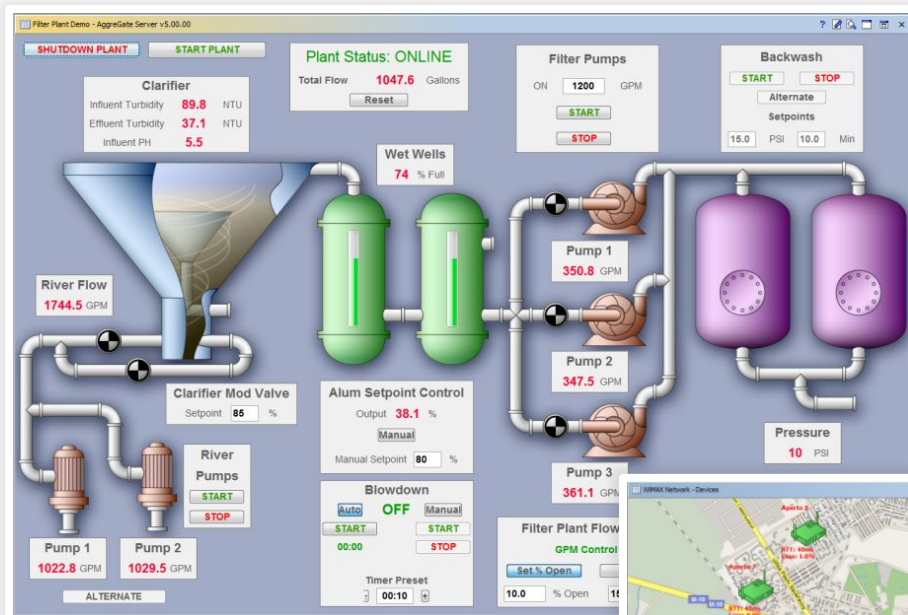 Filter Plant Demo - AggreGate Server v5.00.00
SHUTDOWN PLANT
START PLANT
Plant Status: ONLINE
Total Flow 1047.6 Gallons
Reset
Clarifier
Influent Turbidity 89.8 NTU
Effluent Turbidity 37.1 NTU
Influent PH 5.5
Filter Pumps
ON 1200 GPM
START
STOP
Backwash
START STOP
Alternate
Setpoints
15.0 PSI 10.0 Min
Wet Wells
74 % Full
River Flow
1744.5 GPM
Pump 1
350.8 GPM
Pump 2
347.5 GPM
Pump 3
361.1 GPM
Clarifier Mod Valve
Setpoint 85 %
Alum Setpoint Control
Output 38.1 %
Manual
Manual Setpoint 80 %
Pressure
10 PSI
River
Pumps
START
STOP
Pump 1
1022.8 GPM
Pump 2
1029.5 GPM
ALTERNATE
Blowdown
Auto OFF Manual
START START
00:00 STOP
Timer Preset
- 00:10 +
Filter Plant Flow
GPM Control
Set % Open
10.0 % Open
WiMAX Network - Devices
RTT: 40ms